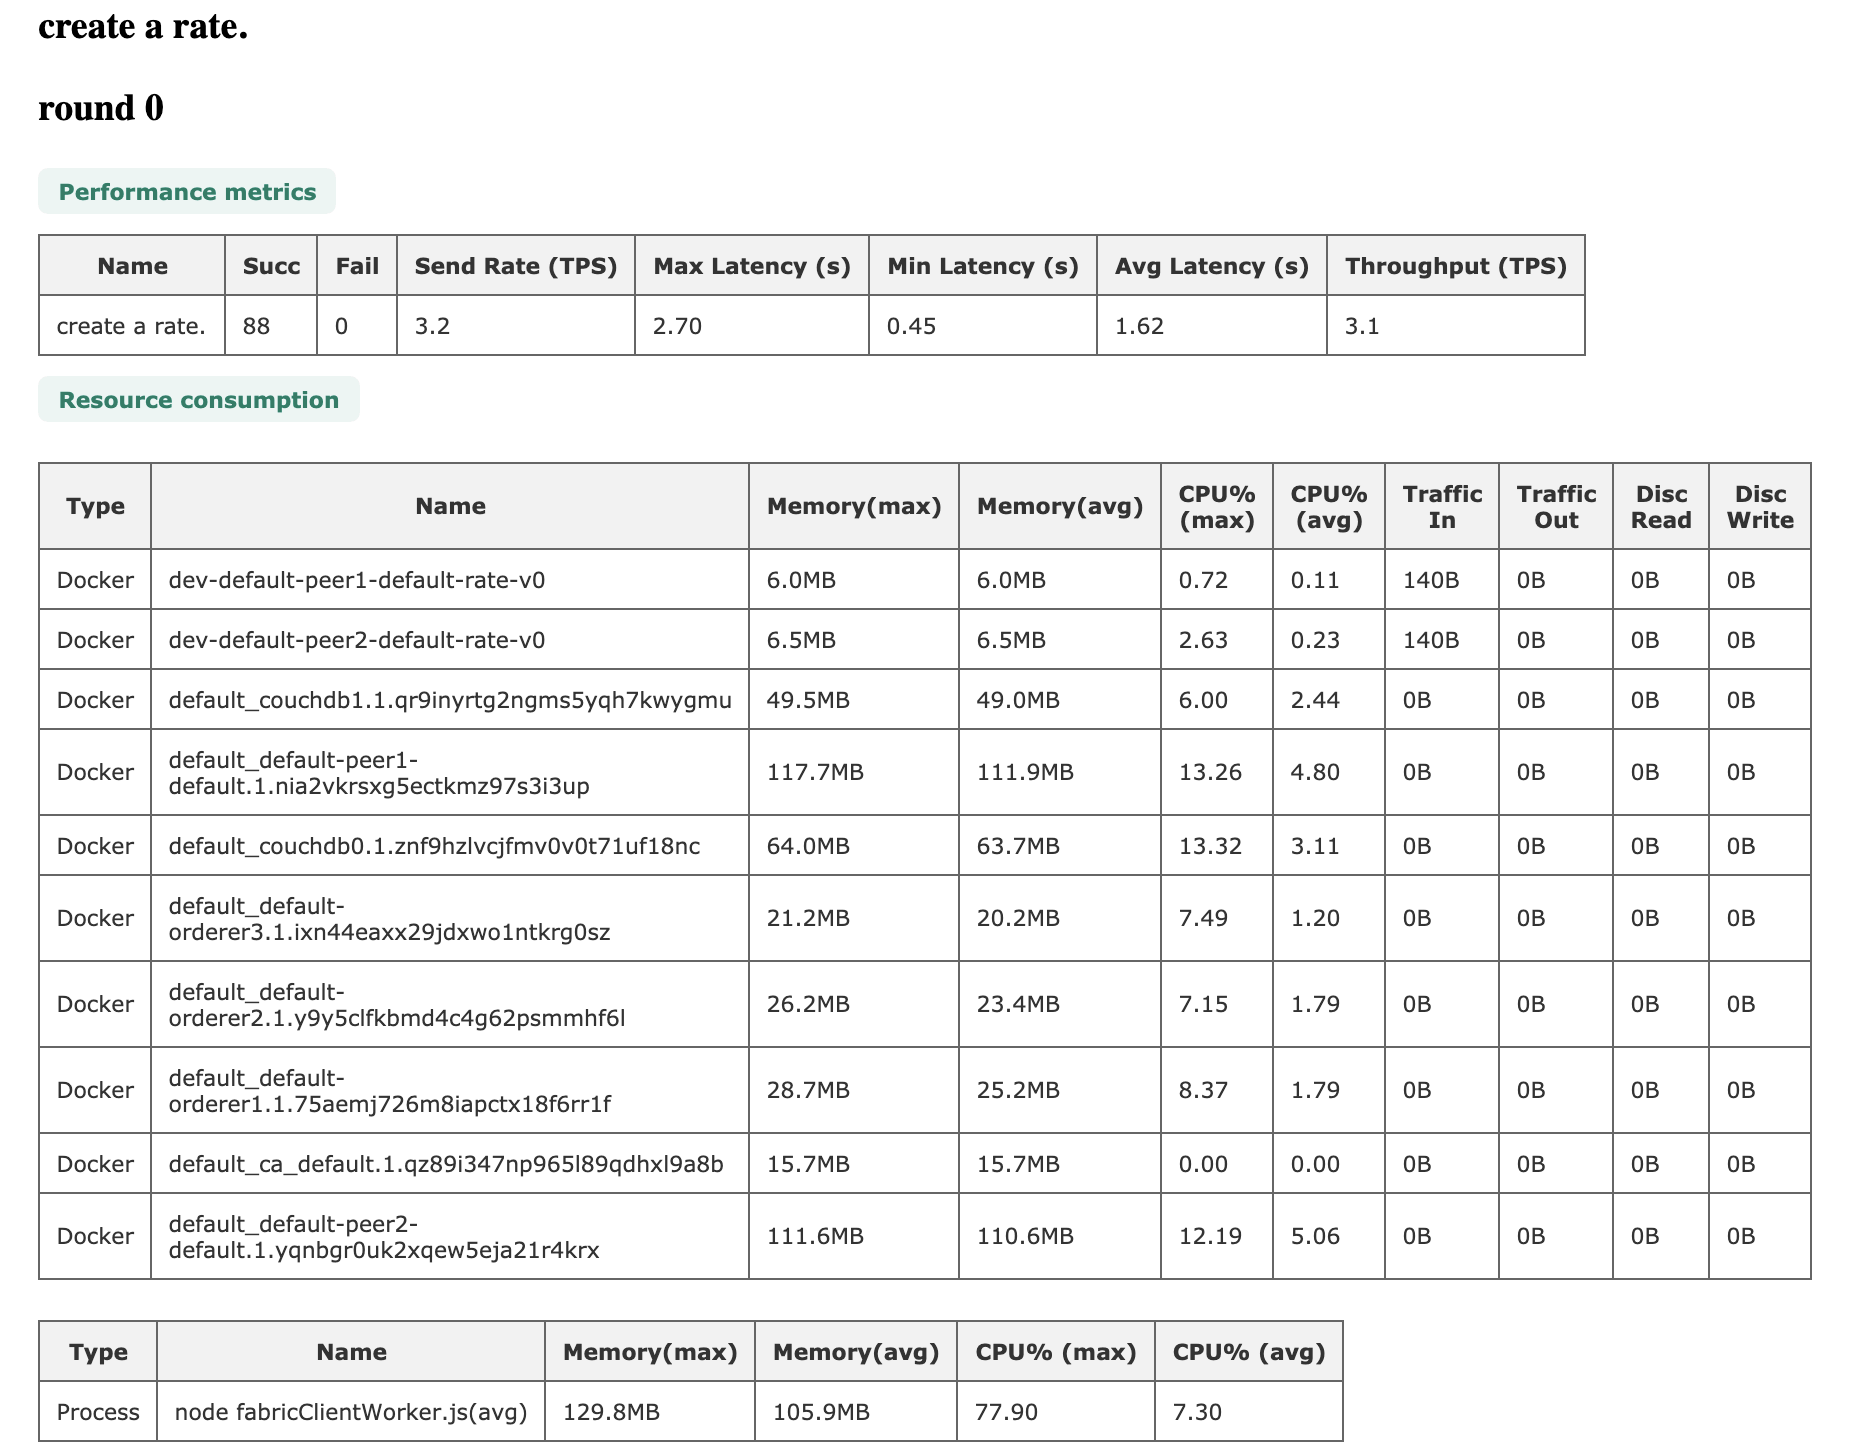 create a rate.
round 0
Performance metrics
Name Succ Fail Send Rate (TPS) Max Latency (s) Min Latency (s) Avg Latency (s) Throughput (TPS)
create a rate. 88 0 3.2 2.70 0.45 1.62 3.1
Resource consumption
Type Name Memory(max) Memory(avg) CPU% (max) CPU% (avg) Traffic In Traffic Out Disc Read Disc Write
Docker dev-default-peer1-default-rate-v0 6.0MB 6.0MB 0.72 0.11 140B 0B 0B 0B
Docker dev-default-peer2-default-rate-v0 6.5MB 6.5MB 2.63 0.23 140B 0B 0B 0B
Docker default_couchdb1.1.qr9inyrtg2ngms5yqh7kwygmu 49.5MB 49.0MB 6.00 2.44 0B 0B 0B 0B
Docker default_default-peer1-default.1.nia2vkrsxg5ectkmz97s3i3up 117.7MB 111.9MB 13.26 4.80 0B 0B 0B 0B
Docker default_couchdb0.1.znf9hzlvcjfmv0v0t71uf18nc 64.0MB 63.7MB 13.32 3.11 0B 0B 0B 0B
Docker default_default-orderer3.1.ixn44eaxx29jdxwo1ntkrg0sz 21.2MB 20.2MB 7.49 1.20 0B 0B 0B 0B
Docker default_default-orderer2.1.y9y5clfkbmd4c4g62psmmhf6l 26.2MB 23.4MB 7.15 1.79 0B 0B 0B 0B
Docker default_default-orderer1.1.75aemj726m8iapctx18f6rr1f 28.7MB 25.2MB 8.37 1.79 0B 0B 0B 0B
Docker default_ca_default.1.qz89i347np965l89qdhxl9a8b 15.7MB 15.7MB 0.00 0.00 0B 0B 0B 0B
Docker default_default-peer2-default.1.yqnbgr0uk2xqew5eja21r4krx 111.6MB 110.6MB 12.19 5.06 0B 0B 0B 0B
Type Name Memory(max) Memory(avg) CPU% (max) CPU% (avg)
Process node fabricClientWorker.js(avg) 129.8MB 105.9MB 77.90 7.30